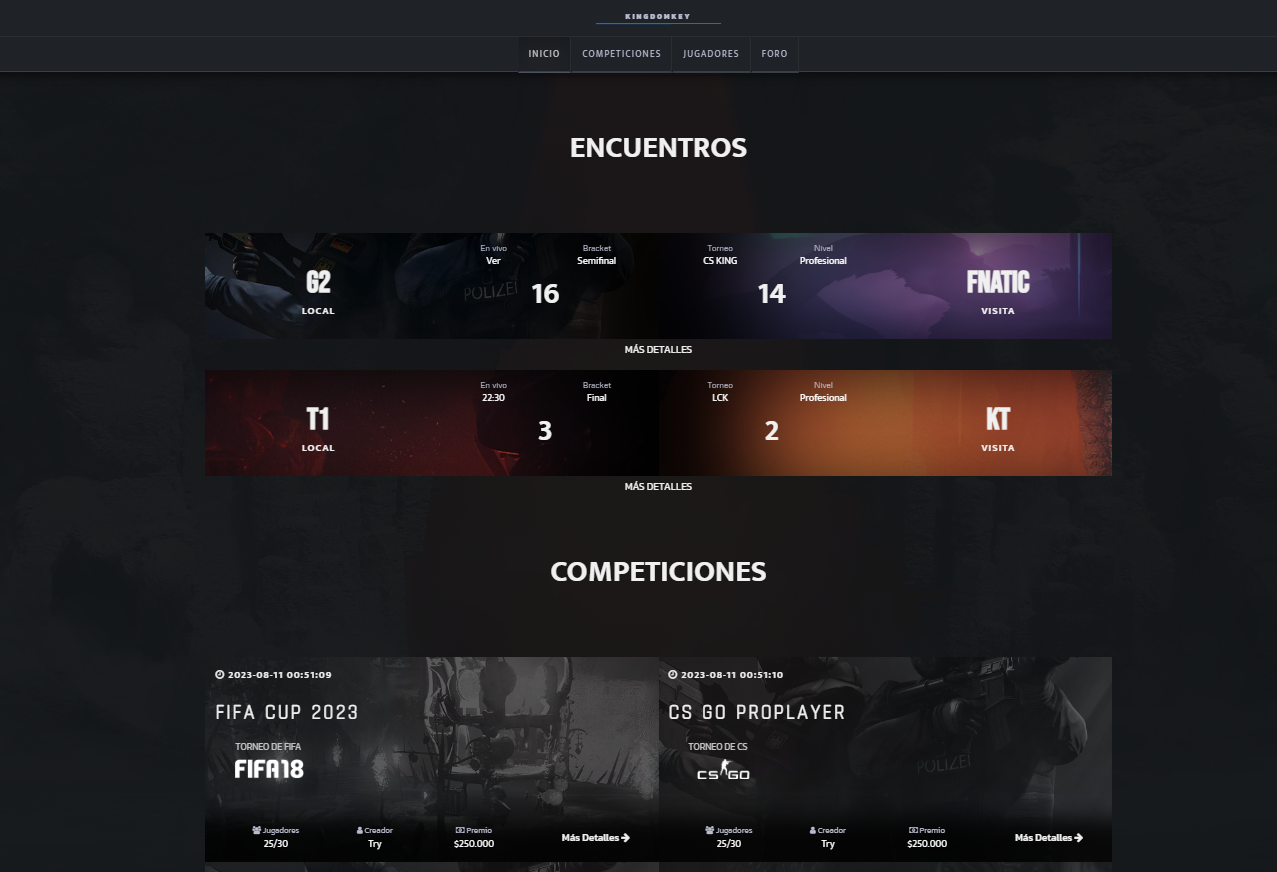 KINGDOMKEY
INICIO COMPETICIONES JUGADORES FORO
ENCUENTROS
En vivo Bracket Torneo Nivel
Ver Semifinal CS KING Profesional
G2 16 14 FNATIC
POLIZEI
LOCAL VISITA
MÁS DETALLES
En vivo Bracket Torneo Nivel
22:30 Final LCK Profesional
T1 3 2 KT
LOCAL VISITA
MÁS DETALLES
COMPETICIONES
2023-08-11 00:51:09
FIFA CUP 2023
TORNEO DE FIFA
FIFA18
Jugadores Creador Premio
25/30 Try $250.000
Más Detalles
2023-08-11 00:51:10
CS GO PROPLAYER
TORNEO DE CS
CS GO
POLIZEI
Jugadores Creador Premio
25/30 Try $250.000
Más Detalles